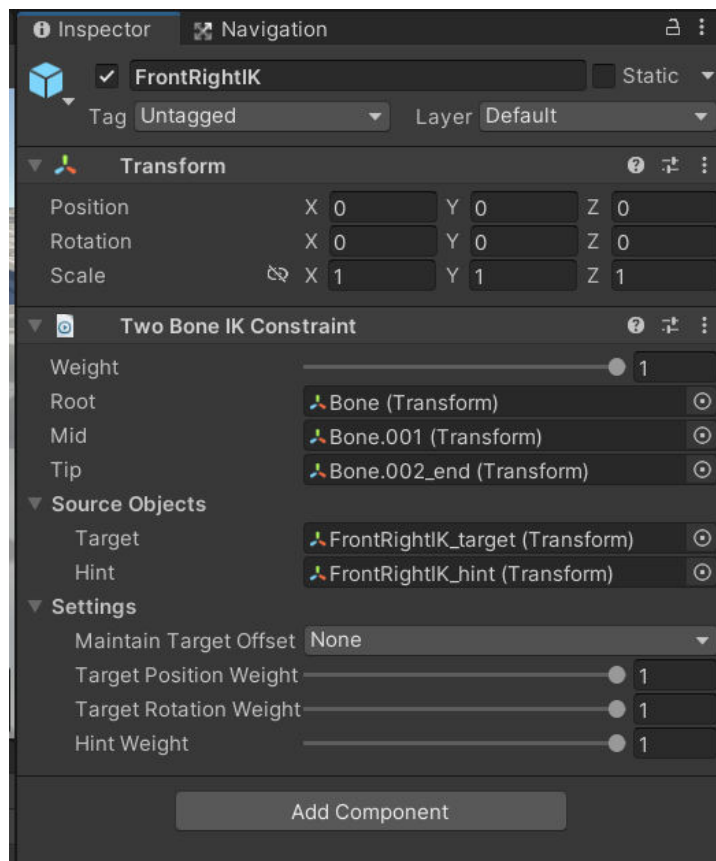 Inspector Navigation
FrontRightIK Static
Tag Untagged Layer Default
Transform
Position X 0 Y 0 Z 0
Rotation X 0 Y 0 Z 0
Scale X 1 Y 1 Z 1
Two Bone IK Constraint
Weight 1
Root Bone (Transform)
Mid Bone.001 (Transform)
Tip Bone.002_end (Transform)
Source Objects
Target FrontRightIK_target (Transform)
Hint FrontRightIK_hint (Transform)
Settings
Maintain Target Offset None
Target Position Weight 1
Target Rotation Weight 1
Hint Weight 1
Add Component